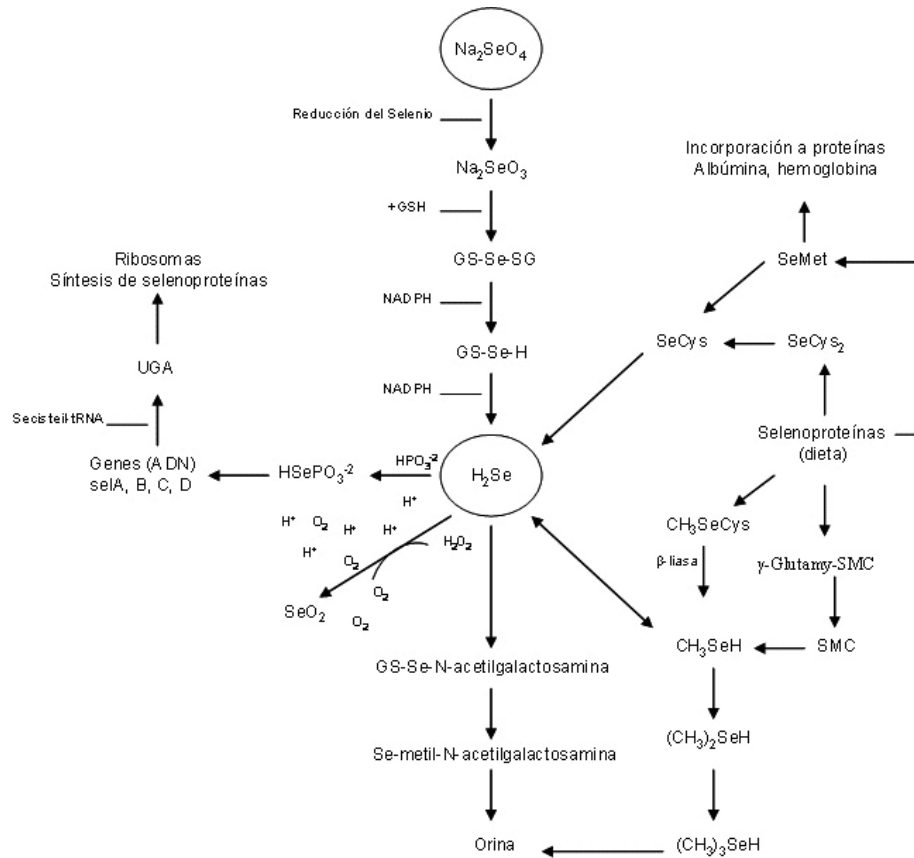 Na₂SeO₄
Reducción del Selenio
Na₂SeO₃
+GSH
GS-Se-SG
NADPH
GS-Se-H
NADPH
H₂Se
Incorporación a proteínas
Albúmina, hemoglobina
SeMet
SeCys
SeCys₂
Selenoproteínas
(dieta)
CH₃SeCys
β-liasa
γ-Glutamy-SMC
CH₃SeH
SMC
(CH₃)₂SeH
(CH₃)₃SeH
Ribosomas
Síntesis de selenoproteínas
UGA
Secisteil-tRNA
Genes (ADN)
selA, B, C, D
HSePO₃⁻²
HPO₃⁻²
H⁺
H⁺ O₂ H⁺ H⁺
H⁺ O₂ H₂O₂
O₂
SeO₂
O₂
GS-Se-N-acetilgalactosamina
Se-metil-N-acetilgalactosamina
Orina